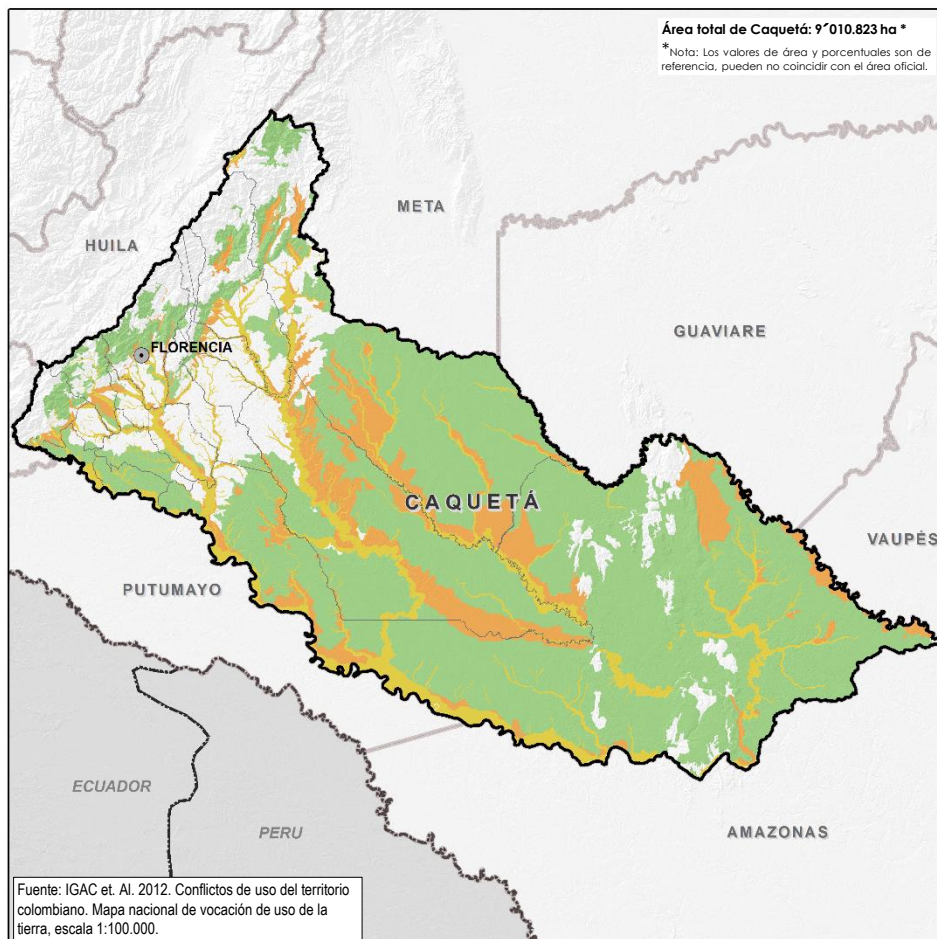 Área total de Caquetá: 9´010.823 ha *
*Nota: Los valores de área y porcentuales son de
referencia, pueden no coincidir con el área oficial.
META
HUILA
GUAVIARE
FLORENCIA
CAQUETÁ
VAUPÉS
PUTUMAYO
ECUADOR
PERU
AMAZONAS
Fuente: IGAC et. Al. 2012. Conflictos de uso del territorio
colombiano. Mapa nacional de vocación de uso de la
tierra, escala 1:100.000.